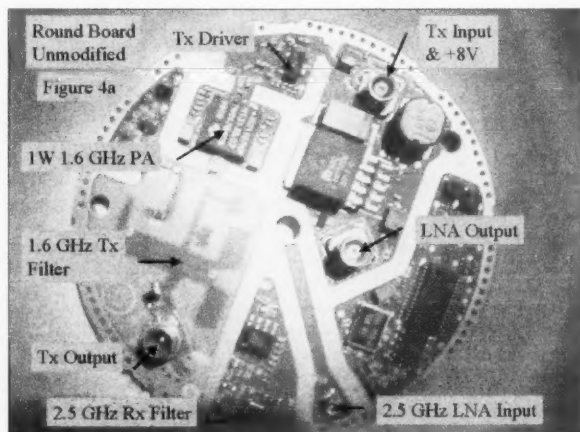 Round Board
Unmodified
Figure 4a
Tx Driver
Tx Input
& +8V
1W 1.6 GHz PA
LNA Output
1.6 GHz Tx
Filter
Tx Output
2.5 GHz Rx Filter
2.5 GHz LNA Input